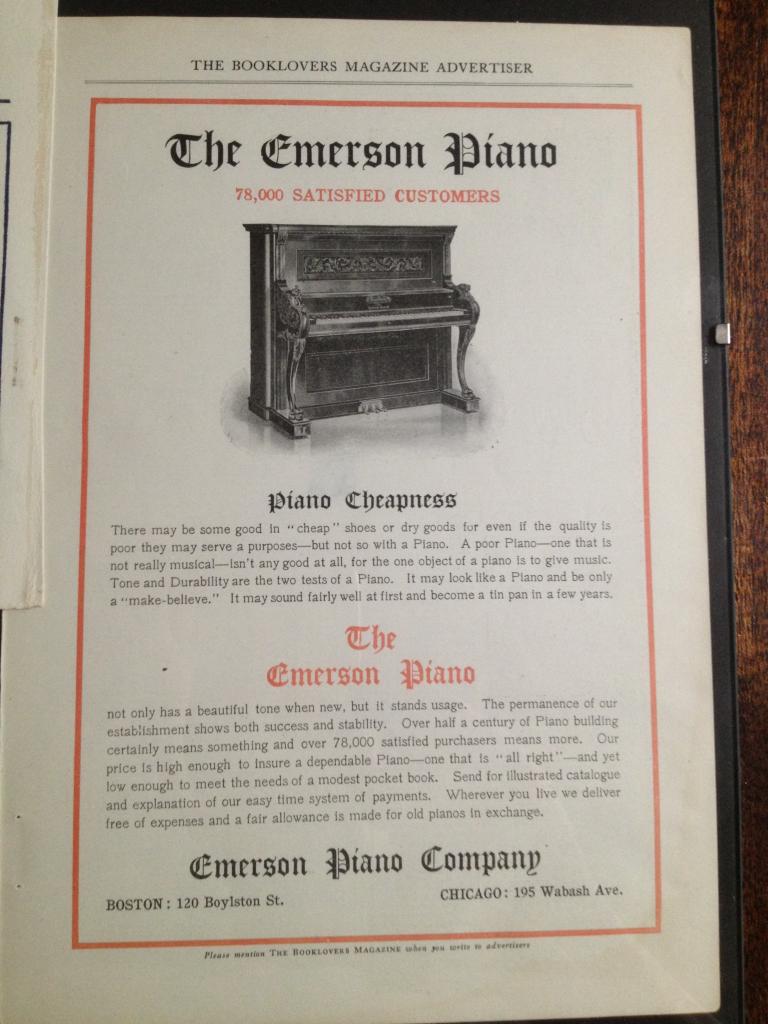 THE BOOKLOVERS MAGAZINE ADVERTISER
The Emerson Piano
78,000 SATISFIED CUSTOMERS
Piano Cheapness
There may be some good in "cheap" shoes or dry goods for even if the quality is
poor they may serve a purposes—but not so with a Piano. A poor Piano—one that is
not really musical—isn't any good at all, for the one object of a piano is to give music.
Tone and Durability are the two tests of a Piano. It may look like a Piano and be only
a "make-believe." It may sound fairly well at first and become a tin pan in a few years.
The
Emerson Piano
not only has a beautiful tone when new, but it stands usage. The permanence of our
establishment shows both success and stability. Over half a century of Piano building
certainly means something and over 78,000 satisfied purchasers means more. Our
price is high enough to insure a dependable Piano—one that is "all right"—and yet
low enough to meet the needs of a modest pocket book. Send for illustrated catalogue
and explanation of our easy time system of payments. Wherever you live we deliver
free of expenses and a fair allowance is made for old pianos in exchange.
Emerson Piano Company
BOSTON: 120 Boylston St. CHICAGO: 195 Wabash Ave.
Please mention THE BOOKLOVERS MAGAZINE when you write to advertisers